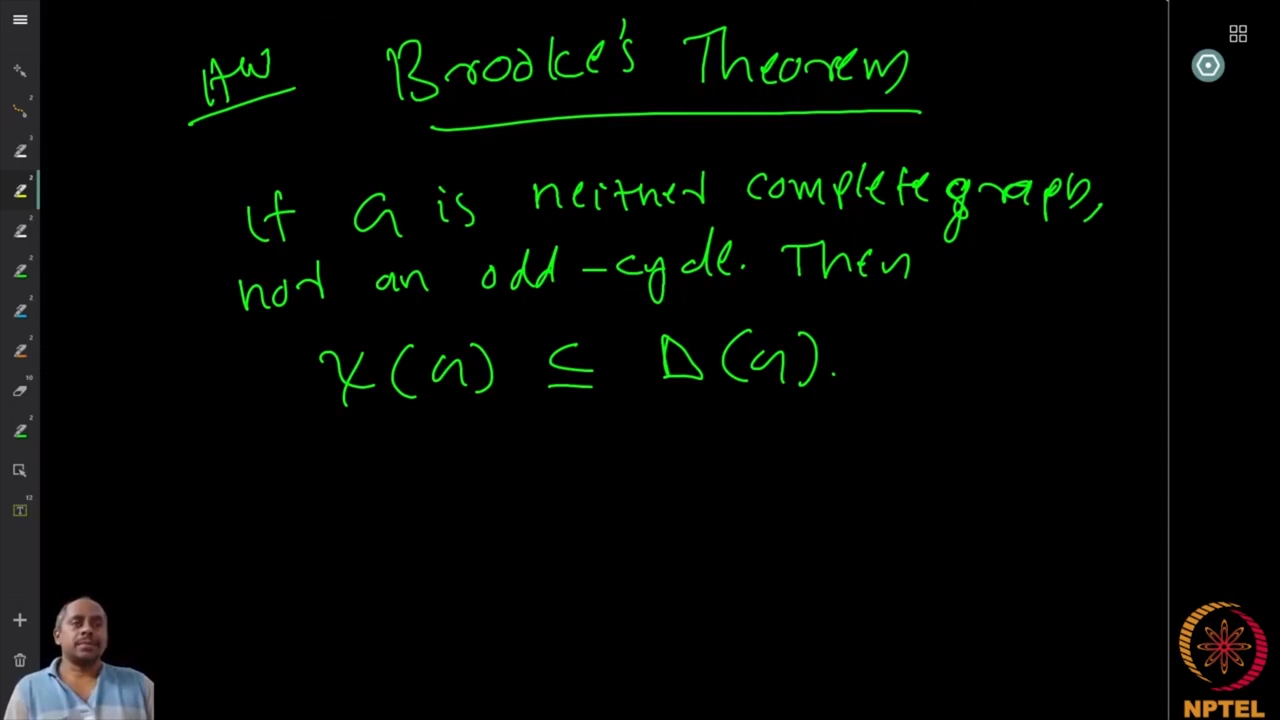 HW Brooke's Theorem
If G is neither complete graph,
nor an odd-cycle. Then
χ(G) ≤ Δ(G).
NPTEL